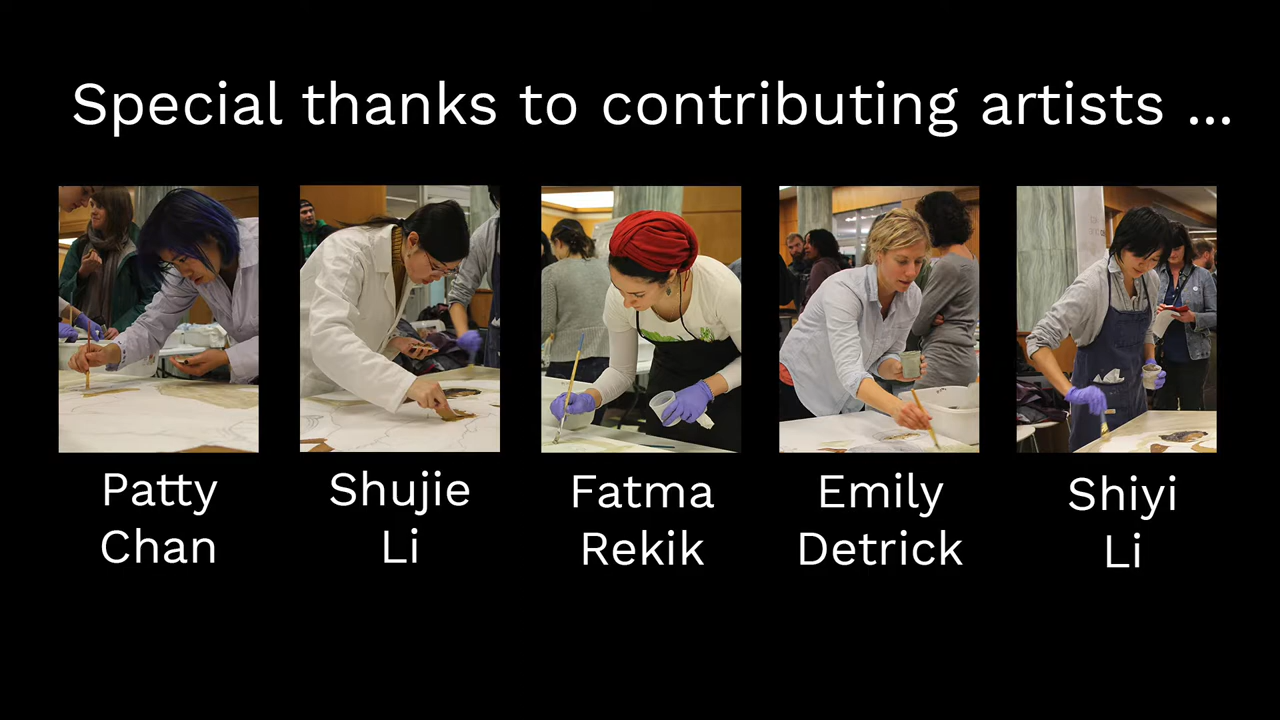 Special thanks to contributing artists ...
Patty
Chan
Shujie
Li
Fatma
Rekik
Emily
Detrick
Shiyi
Li